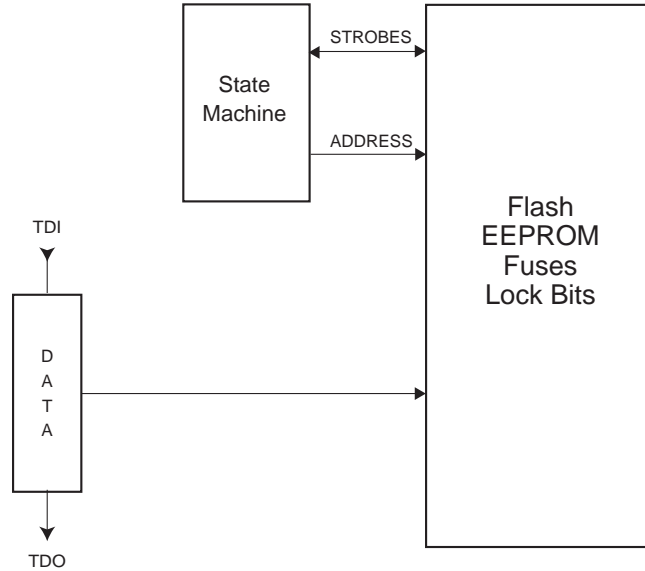 STROBES
State
Machine
ADDRESS
Flash
EEPROM
Fuses
Lock Bits
TDI
D
A
T
A
TDO